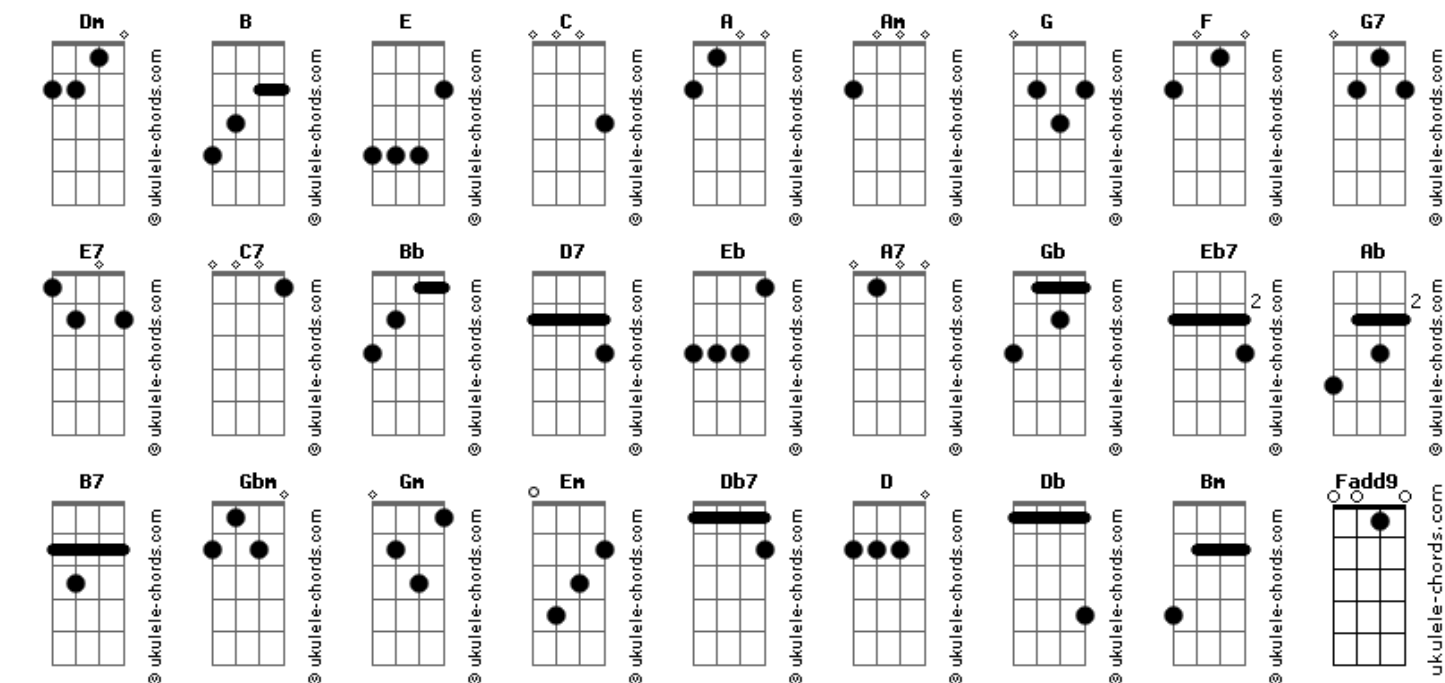 Dm B E C A Am G F G7
© ukulele-chords.com © ukulele-chords.com © ukulele-chords.com © ukulele-chords.com © ukulele-chords.com © ukulele-chords.com © ukulele-chords.com © ukulele-chords.com © ukulele-chords.com
E7 C7 Bb D7 Eb A7 Gb Eb7 Ab
2 2
© ukulele-chords.com © ukulele-chords.com © ukulele-chords.com © ukulele-chords.com © ukulele-chords.com © ukulele-chords.com © ukulele-chords.com © ukulele-chords.com © ukulele-chords.com
B7 Gbm Gm Em Db7 D Db Bm Fadd9
© ukulele-chords.com © ukulele-chords.com © ukulele-chords.com © ukulele-chords.com © ukulele-chords.com © ukulele-chords.com © ukulele-chords.com © ukulele-chords.com ukulele-chords.com